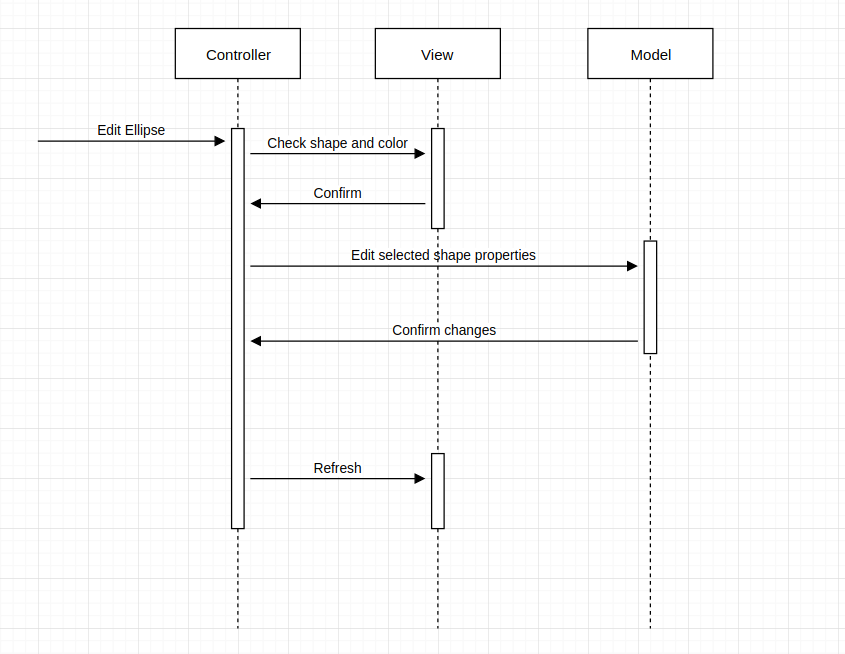 Controller
View
Model
Edit Ellipse
Check shape and color
Confirm
Edit selected shape properties
Confirm changes
Refresh